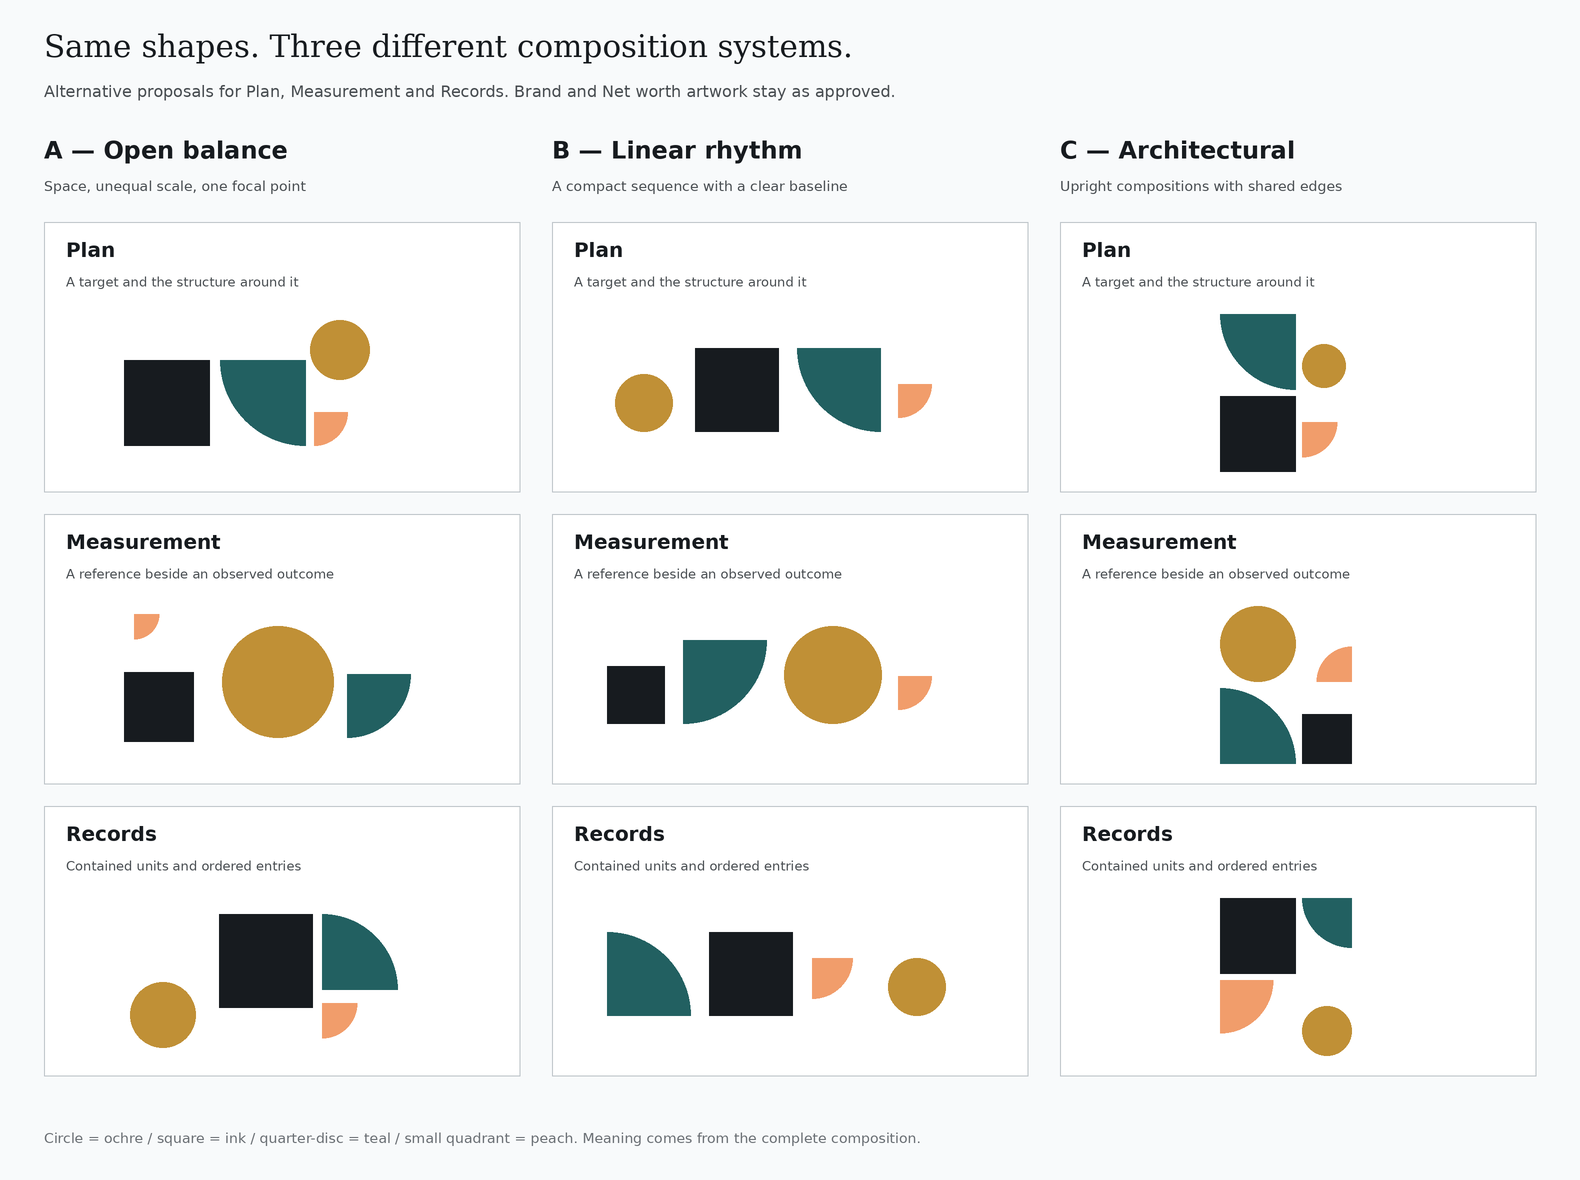 Same shapes. Three different composition systems.
Alternative proposals for Plan, Measurement and Records. Brand and Net worth artwork stay as approved.
A — Open balance
Space, unequal scale, one focal point
Plan
A target and the structure around it
Measurement
A reference beside an observed outcome
Records
Contained units and ordered entries
B — Linear rhythm
A compact sequence with a clear baseline
Plan
A target and the structure around it
Measurement
A reference beside an observed outcome
Records
Contained units and ordered entries
C — Architectural
Upright compositions with shared edges
Plan
A target and the structure around it
Measurement
A reference beside an observed outcome
Records
Contained units and ordered entries
Circle = ochre / square = ink / quarter-disc = teal / small quadrant = peach. Meaning comes from the complete composition.